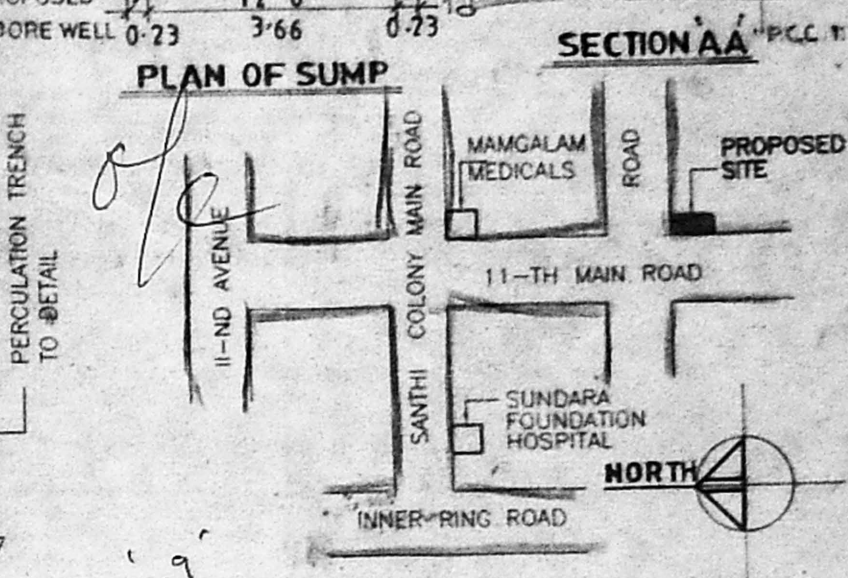 BORE WELL 0.23 3.66 0.23
SECTION 'AA'
PLAN OF SUMP
PERCULATION TRENCH
TO DETAIL
11-ND AVENUE
SANTHI COLONY MAIN ROAD
MAMGALAM
MEDICALS
ROAD
PROPOSED
SITE
11-TH MAIN ROAD
SUNDARA
FOUNDATION
HOSPITAL
NORTH
INNER RING ROAD